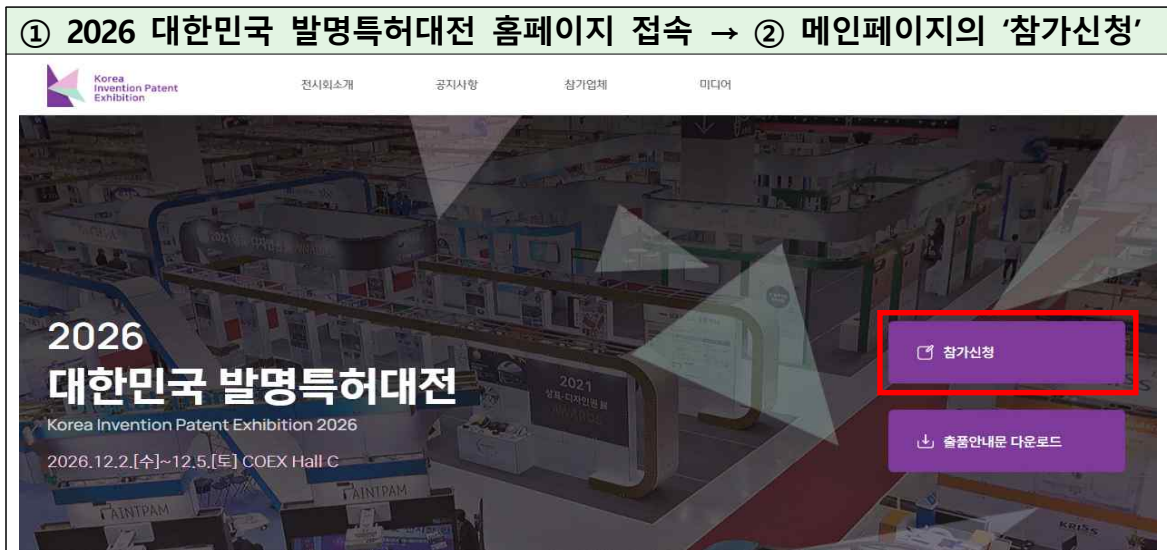 ① 2026 대한민국 발명특허대전 홈페이지 접속 → ② 메인페이지의 ‘참가신청’
Korea
Invention Patent
Exhibition
전시회소개
공지사항
참가업체
미디어
2026
대한민국 발명특허대전
Korea Invention Patent Exhibition 2026
2026.12.2.[수]~12.5.[토] COEX Hall C
참가신청
출품안내문 다운로드
2021
AWARDS
KRISS